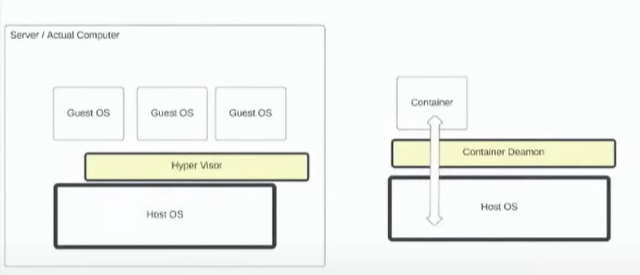 Server / Actual Computer
Guest OS
Guest OS
Guest OS
Hyper Visor
Host OS
Container
Container Deamon
Host OS